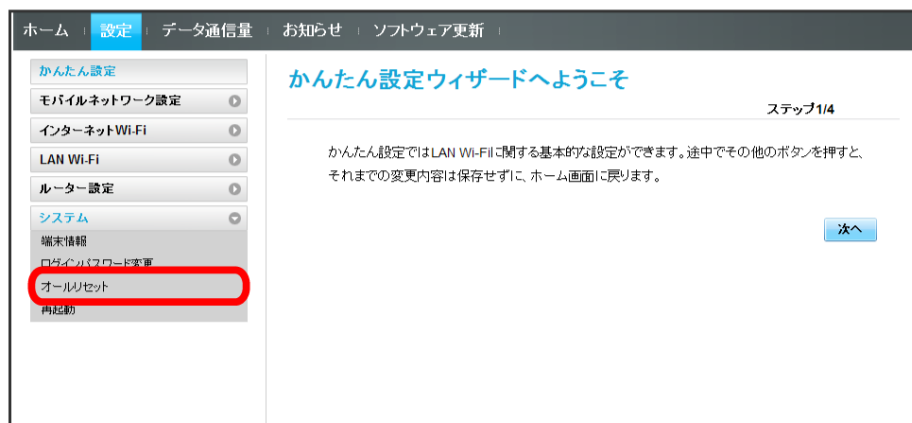 ホーム 設定 データ通信量 お知らせ ソフトウェア更新
かんたん設定
モバイルネットワーク設定
インターネットWi-Fi
LAN Wi-Fi
ルーター設定
システム
端末情報
ログインパスワード変更
オールリセット
再起動
かんたん設定ウィザードへようこそ
ステップ1/4
かんたん設定ではLAN Wi-Fiに関する基本的な設定ができます。途中でその他のボタンを押すと、
それまでの変更内容は保存せずに、ホーム画面に戻ります。
次へ